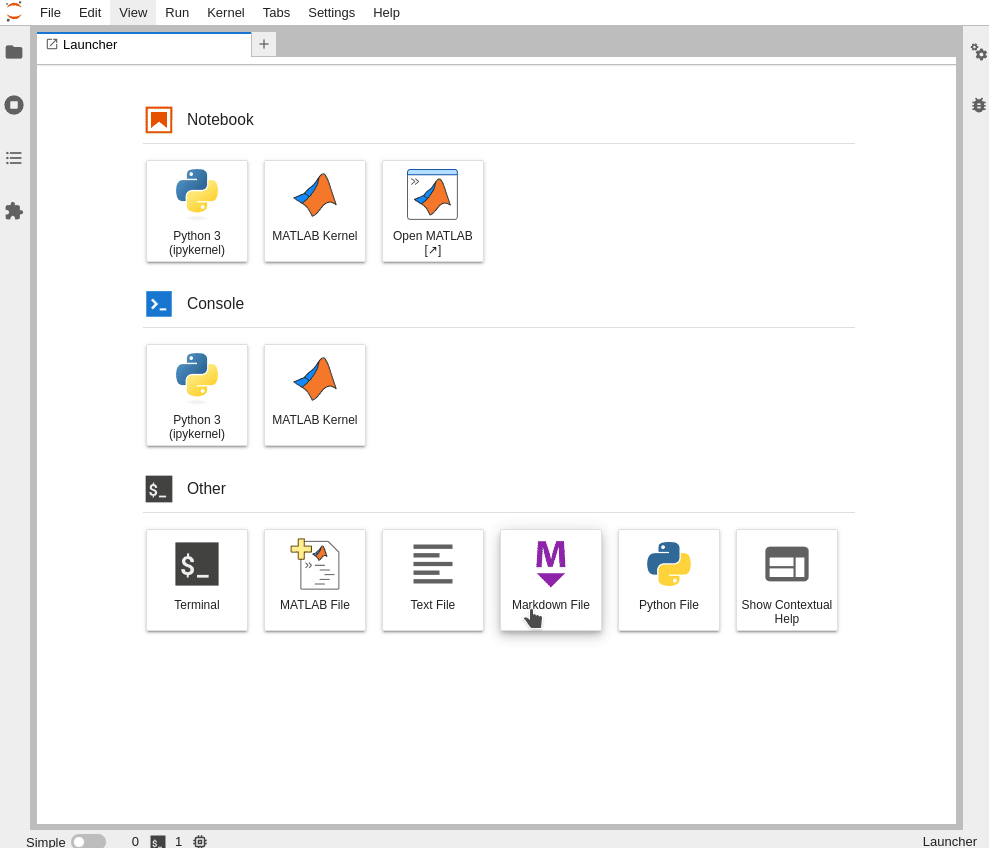 File Edit View Run Kernel Tabs Settings Help
Launcher
Notebook
Python 3
(ipykernel)
MATLAB Kernel
Open MATLAB
[↗]
Console
Python 3
(ipykernel)
MATLAB Kernel
$_ Other
$_
Terminal
MATLAB File
Text File
M
Markdown File
Python File
Show Contextual
Help
Simple 0 $_ 1 Launcher